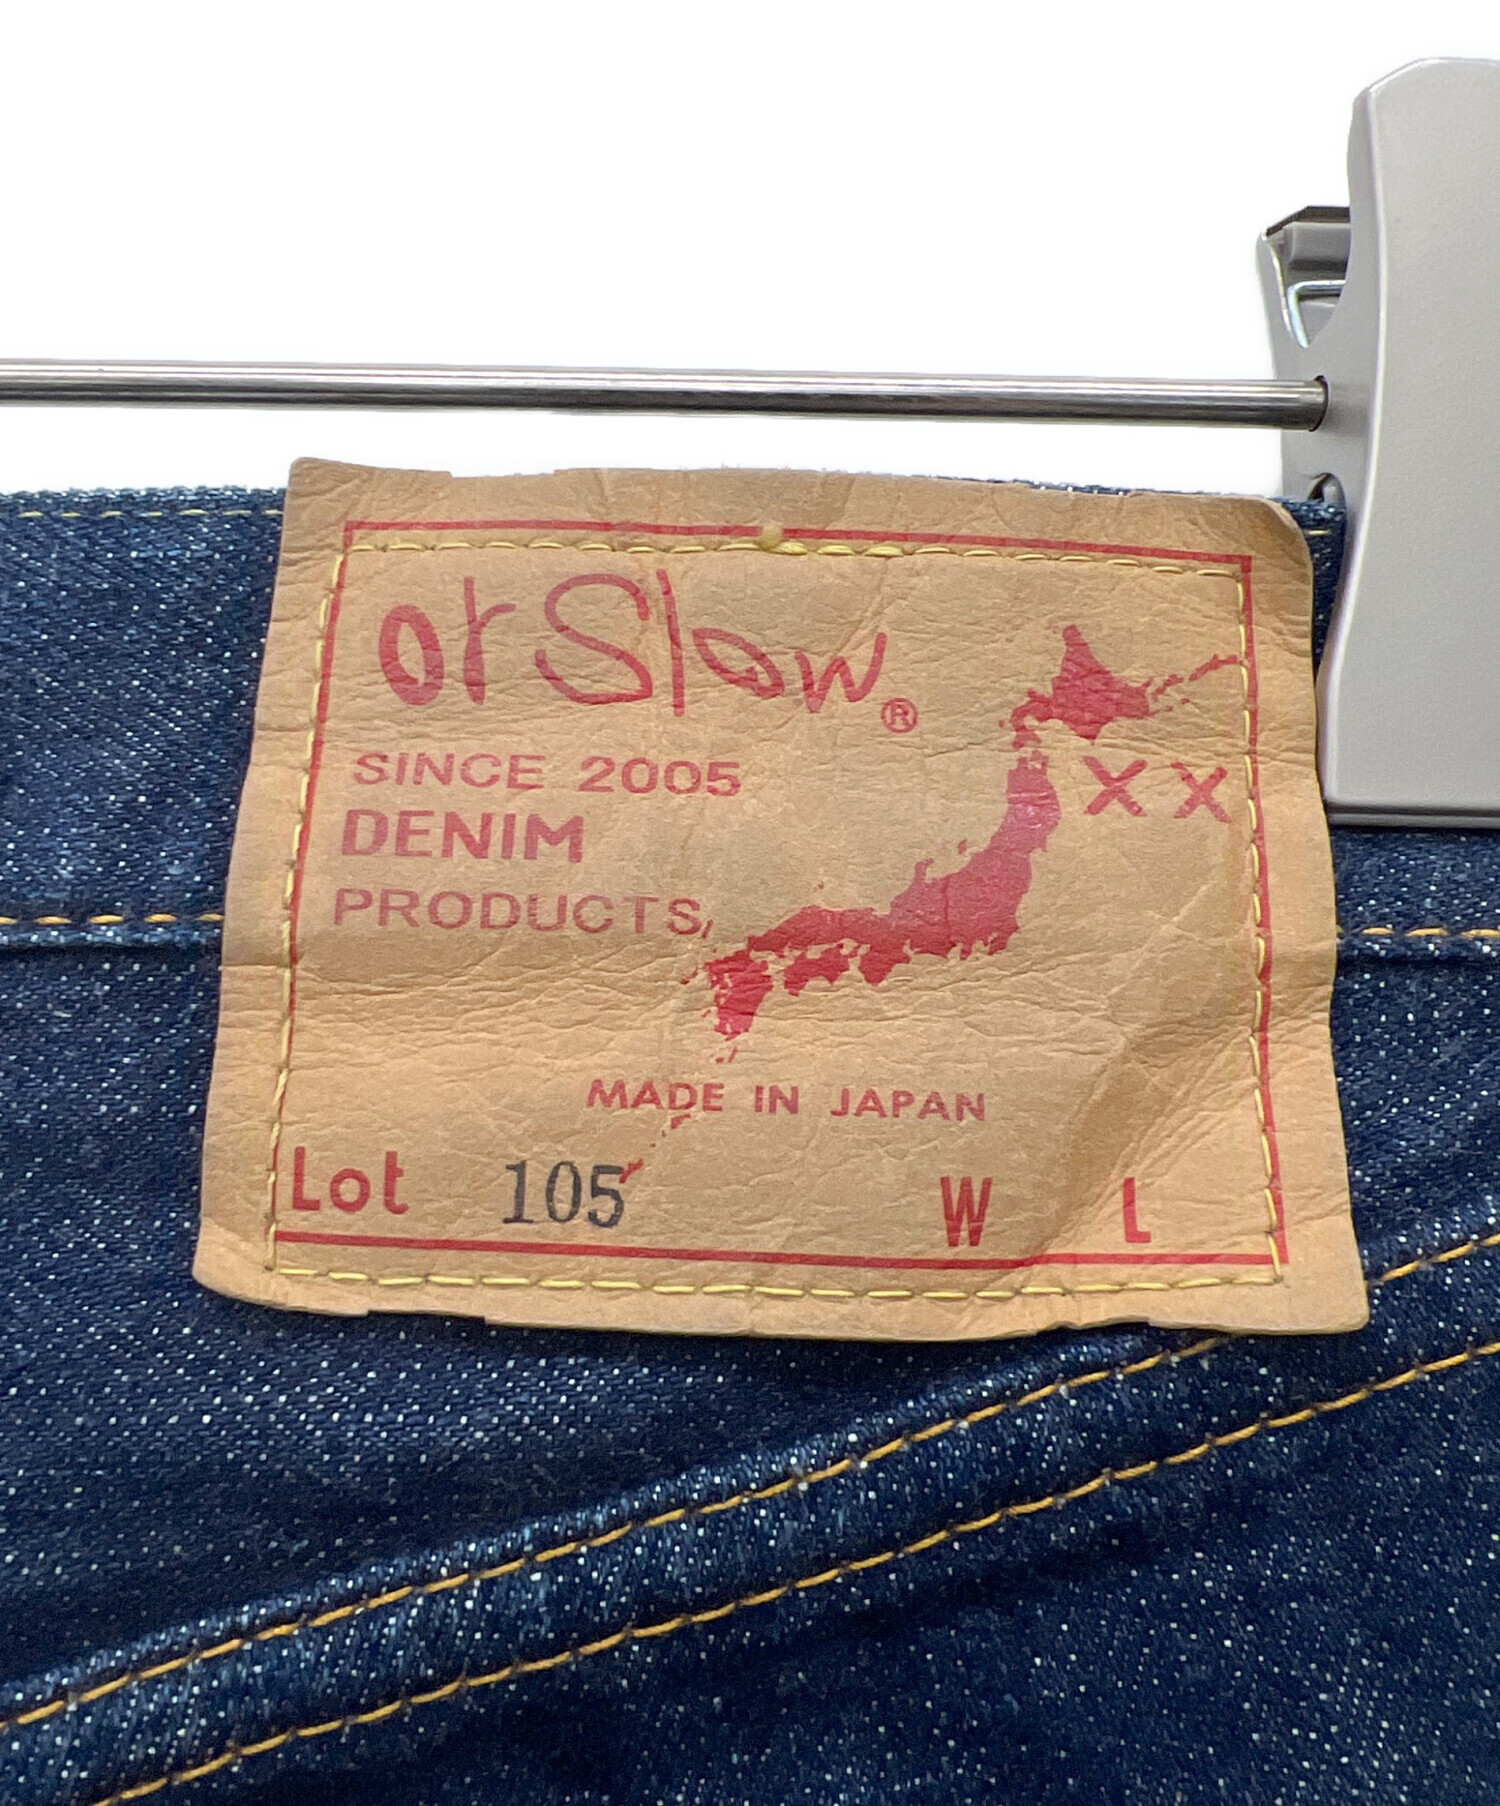 orSlow®
SINCE 2005
XX
DENIM
PRODUCTS,
MADE IN JAPAN
Lot 105 W L